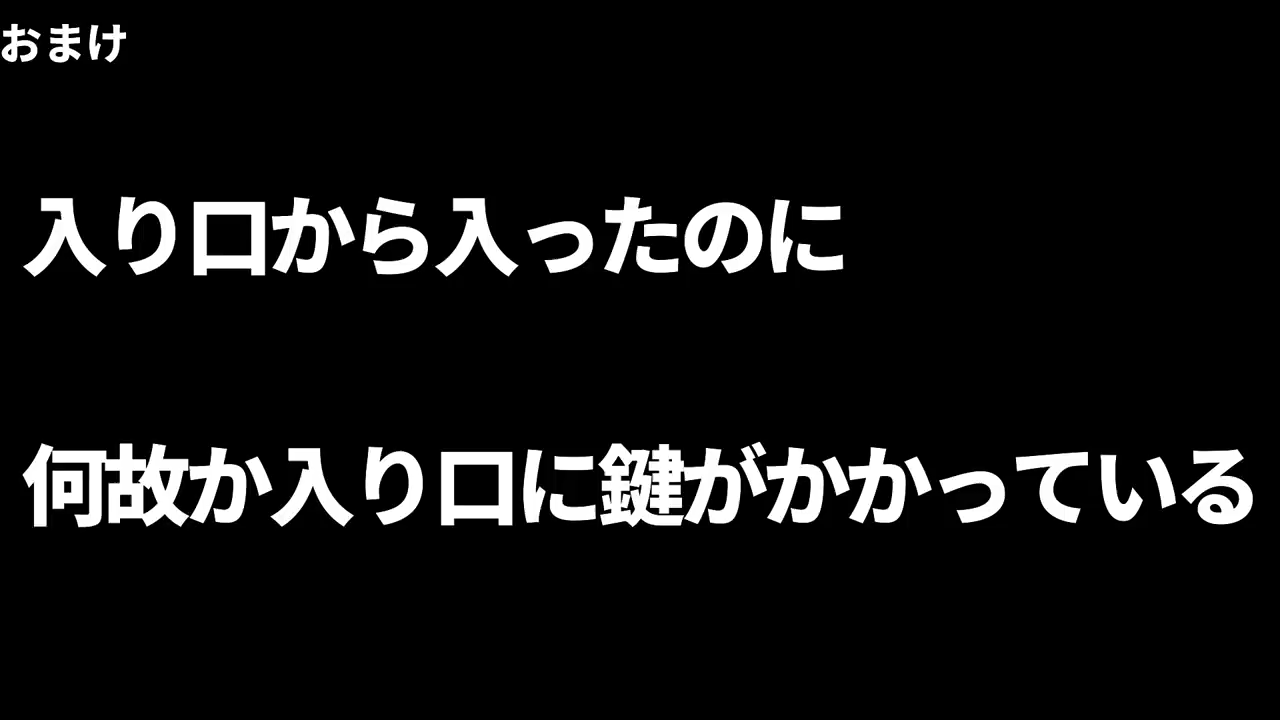 おまけ
入り口から入ったのに
何故か入り口に鍵がかかっている